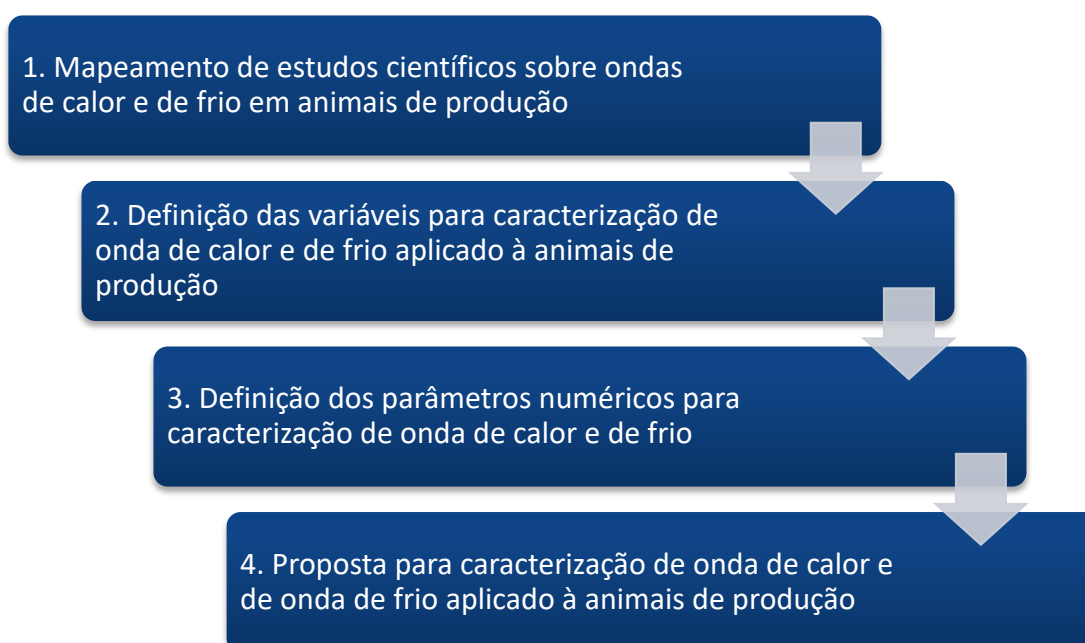 1. Mapeamento de estudos científicos sobre ondas
de calor e de frio em animais de produção
2. Definição das variáveis para caracterização de
onda de calor e de frio aplicado à animais de
produção
3. Definição dos parâmetros numéricos para
caracterização de onda de calor e de frio
4. Proposta para caracterização de onda de calor e
de onda de frio aplicado à animais de produção